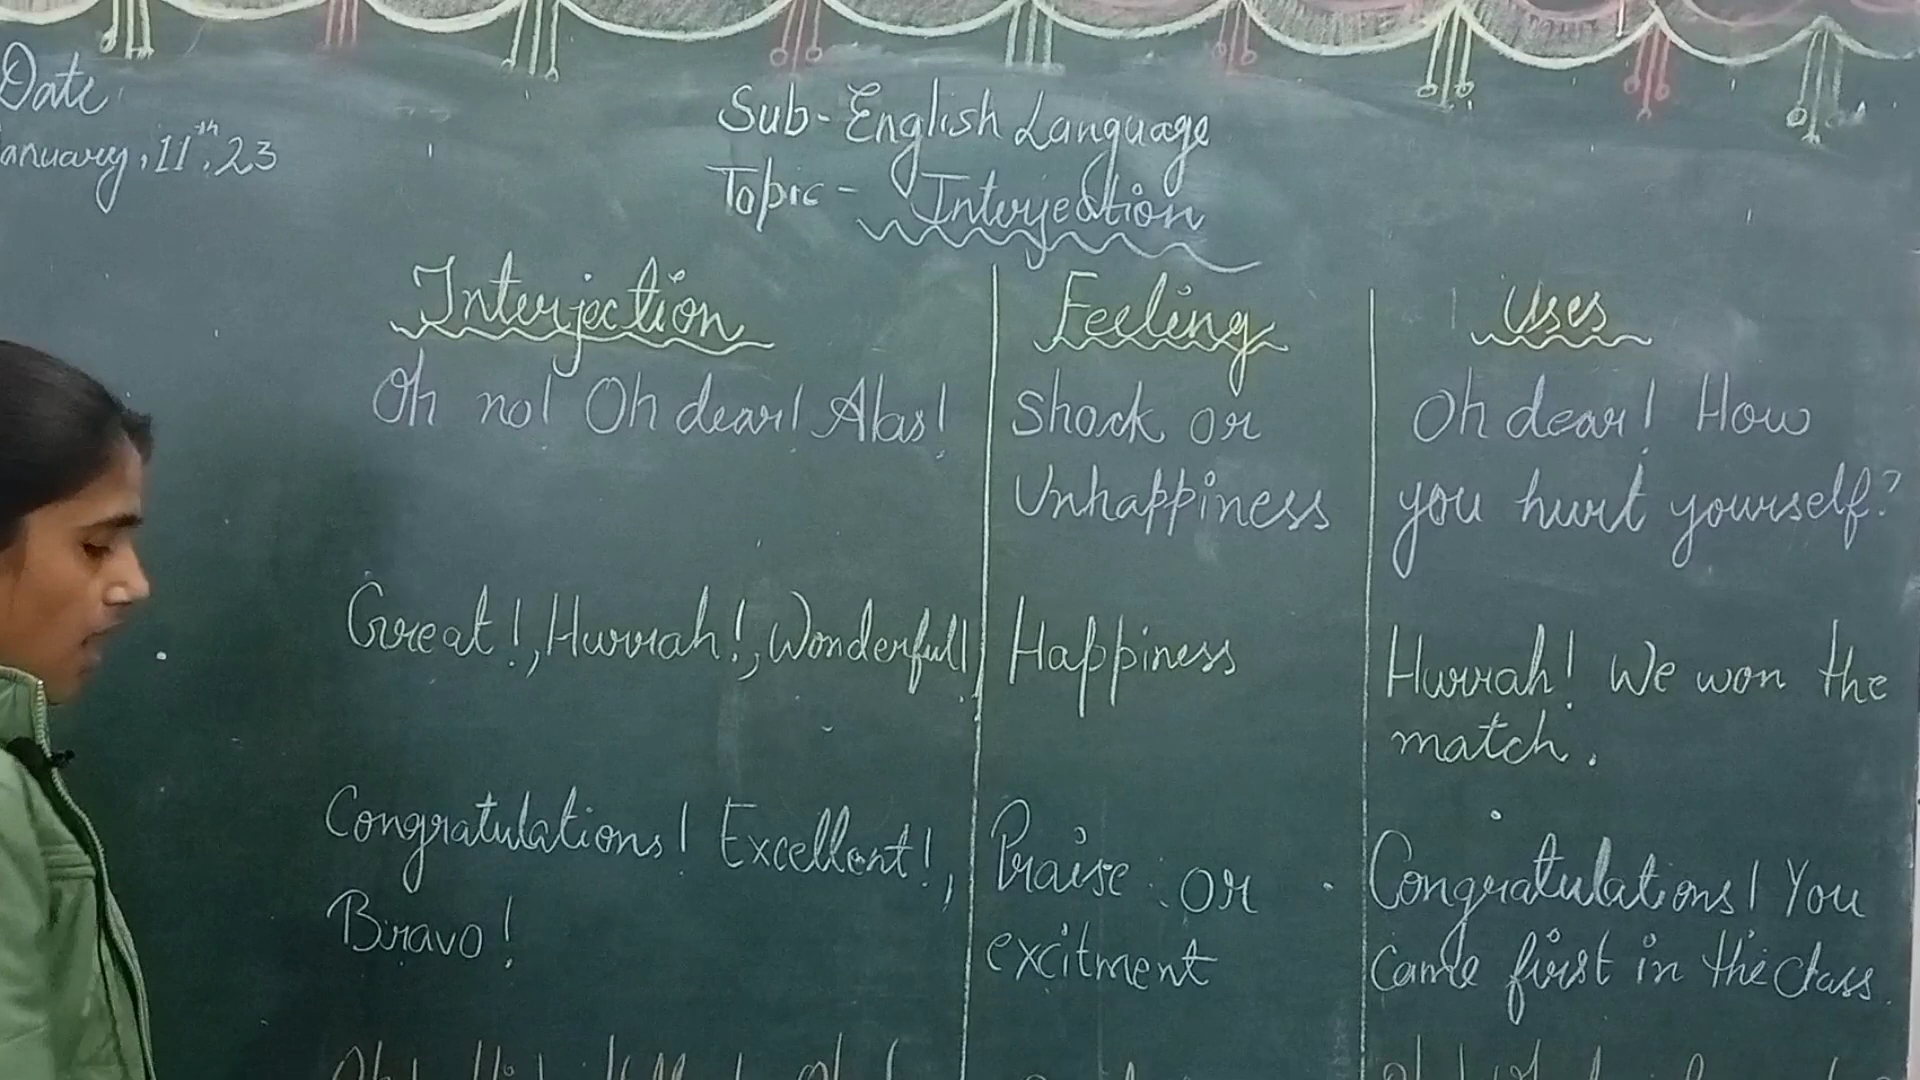 Date
January, 11th, 23
Sub- English Language
Topic- Interjection
Interjection Feeling Uses
Oh no! Oh dear! Alas! Shock or Oh dear! How
Unhappiness you hurt yourself?
Great!, Hurrah!, Wonderful!, Happiness Hurrah! We won the
match.
Congratulations! Excellent!, Praise or Congratulations! You
Bravo! excitment came first in the class.